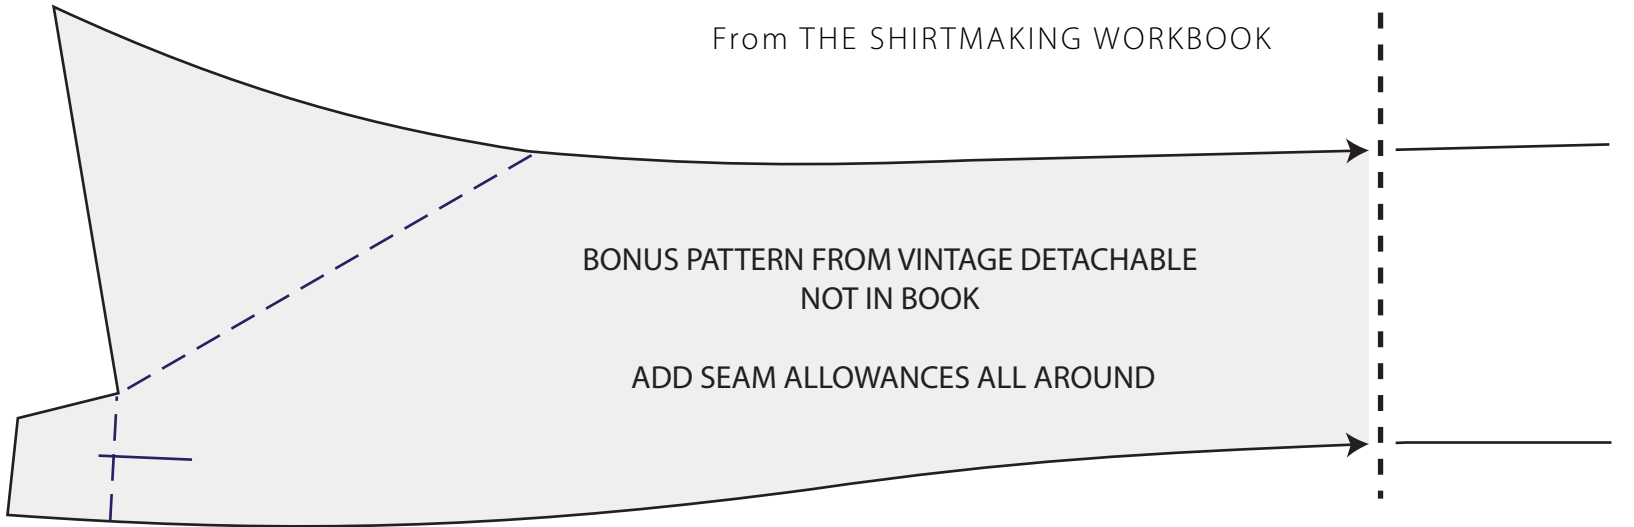 From THE SHIRTMAKING WORKBOOK
BONUS PATTERN FROM VINTAGE DETACHABLE
NOT IN BOOK
ADD SEAM ALLOWANCES ALL AROUND